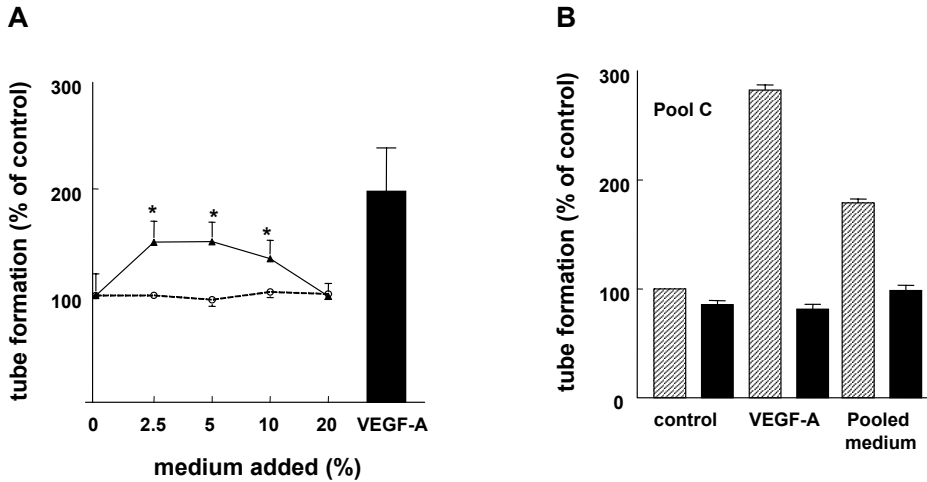 A
tube formation (% of control)
300
200
100
0
*
*
*
0 2.5 5 10 20 VEGF-A
medium added (%)
B
tube formation (% of control)
300
200
100
0
Pool C
control VEGF-A Pooled
medium